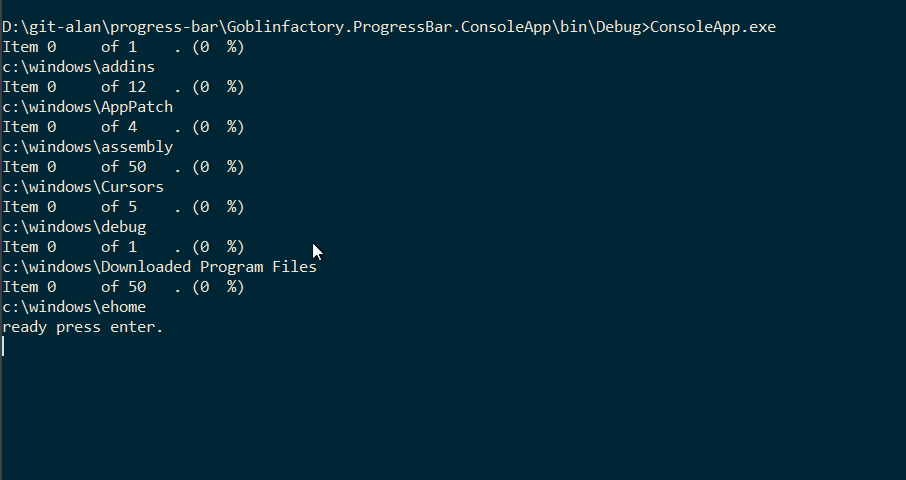 D:\git-alan\progress-bar\Goblinfactory.ProgressBar.ConsoleApp\bin\Debug>ConsoleApp.exe
Item 0     of 1    . (0  %)
c:\windows\addins
Item 0     of 12   . (0  %)
c:\windows\AppPatch
Item 0     of 4    . (0  %)
c:\windows\assembly
Item 0     of 50   . (0  %)
c:\windows\Cursors
Item 0     of 5    . (0  %)
c:\windows\debug
Item 0     of 1    . (0  %)
c:\windows\Downloaded Program Files
Item 0     of 50   . (0  %)
c:\windows\ehome
ready press enter.